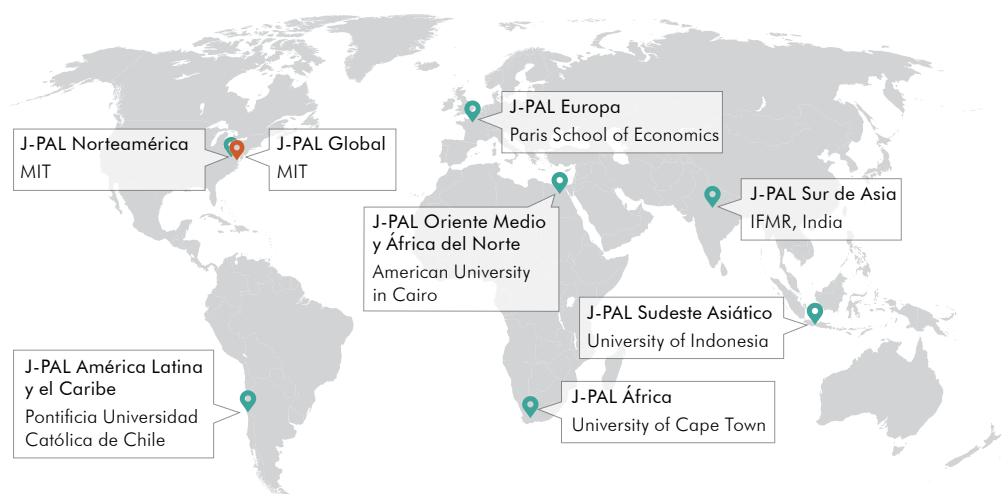 J-PAL Europa
Paris School of Economics
J-PAL Norteamérica
MIT
J-PAL Global
MIT
J-PAL Sur de Asia
IFMR, India
J-PAL Oriente Medio
y África del Norte
American University
in Cairo
J-PAL Sudeste Asiático
University of Indonesia
J-PAL América Latina
y el Caribe
Pontificia Universidad
Católica de Chile
J-PAL África
University of Cape Town